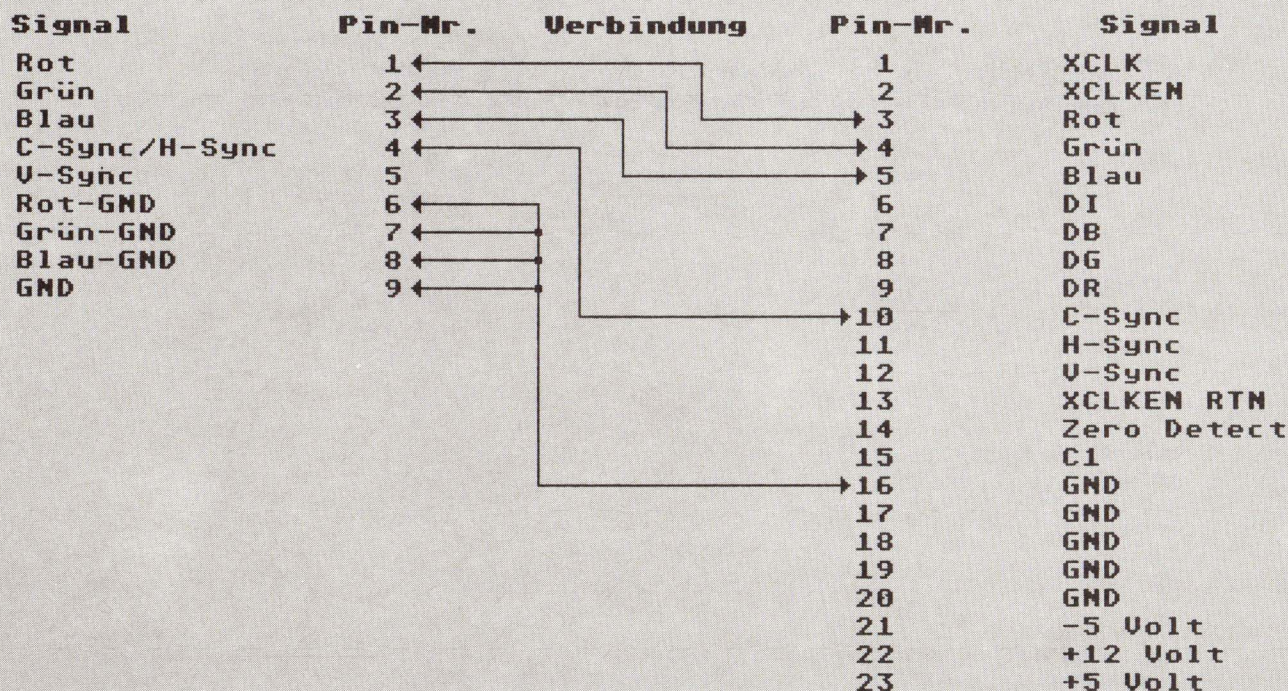 Signal Pin-Nr. Verbindung Pin-Nr. Signal
Rot 1 1 XCLK
Grün 2 2 XCLKEN
Blau 3 3 Rot
C-Sync/H-Sync 4 4 Grün
V-Sync 5 5 Blau
Rot-GND 6 6 DI
Grün-GND 7 7 DB
Blau-GND 8 8 DG
GND 9 9 DR
10 C-Sync
11 H-Sync
12 V-Sync
13 XCLKEN RTN
14 Zero Detect
15 C1
16 GND
17 GND
18 GND
19 GND
20 GND
21 -5 Volt
22 +12 Volt
23 +5 Volt